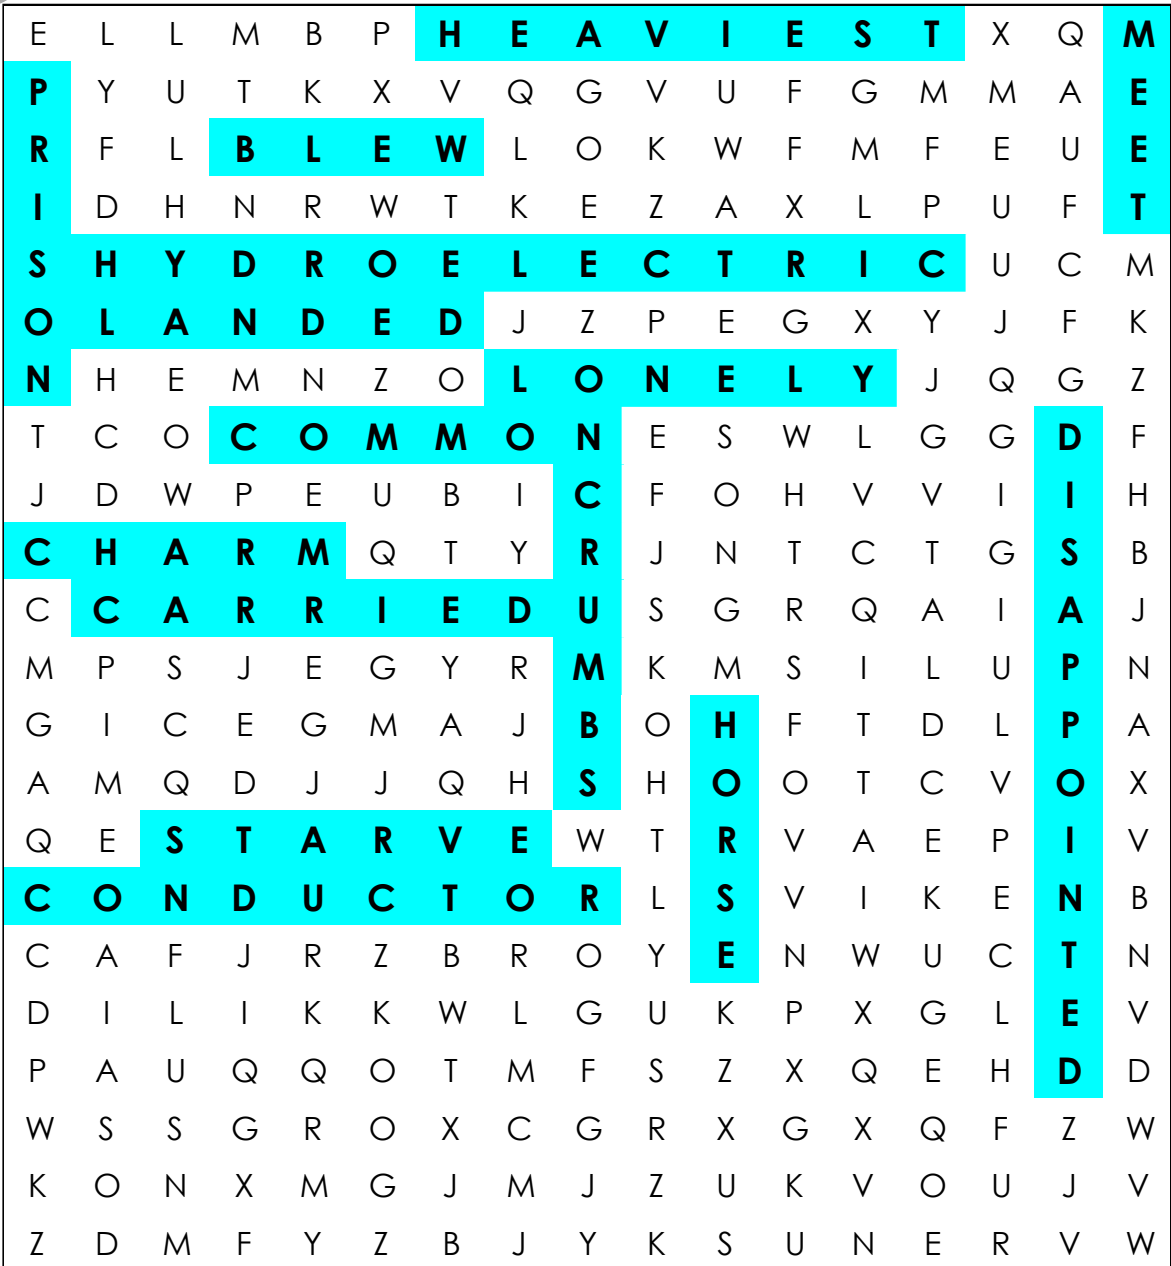 E L L M B P H E A V I E S T X Q M
P Y U T K X V Q G V U F G M M A E
R F L B L E W L O K W F M F E U E
I D H N R W T K E Z A X L P U F T
S H Y D R O E L E C T R I C U C M
O L A N D E D J Z P E G X Y J F K
N H E M N Z O L O N E L Y J Q G Z
T C O C O M M O N E S W L G G D F
J D W P E U B I C F O H V V I I H
C H A R M Q T Y R J N T C T G S B
C C A R R I E D U S G R Q A I A J
M P S J E G Y R M K M S I L U P N
G I C E G M A J B O H F T D L P A
A M Q D J J Q H S H O O T C V O X
Q E S T A R V E W T R V A E P I V
C O N D U C T O R L S V I K E N B
C A F J R Z B R O Y E N W U C T N
D I L I K K W L G U K P X G L E V
P A U Q Q O T M F S Z X Q E H D D
W S S G R O X C G R X G X Q F Z W
K O N X M G J M J Z U K V O U J V
Z D M F Y Z B J Y K S U N E R V W